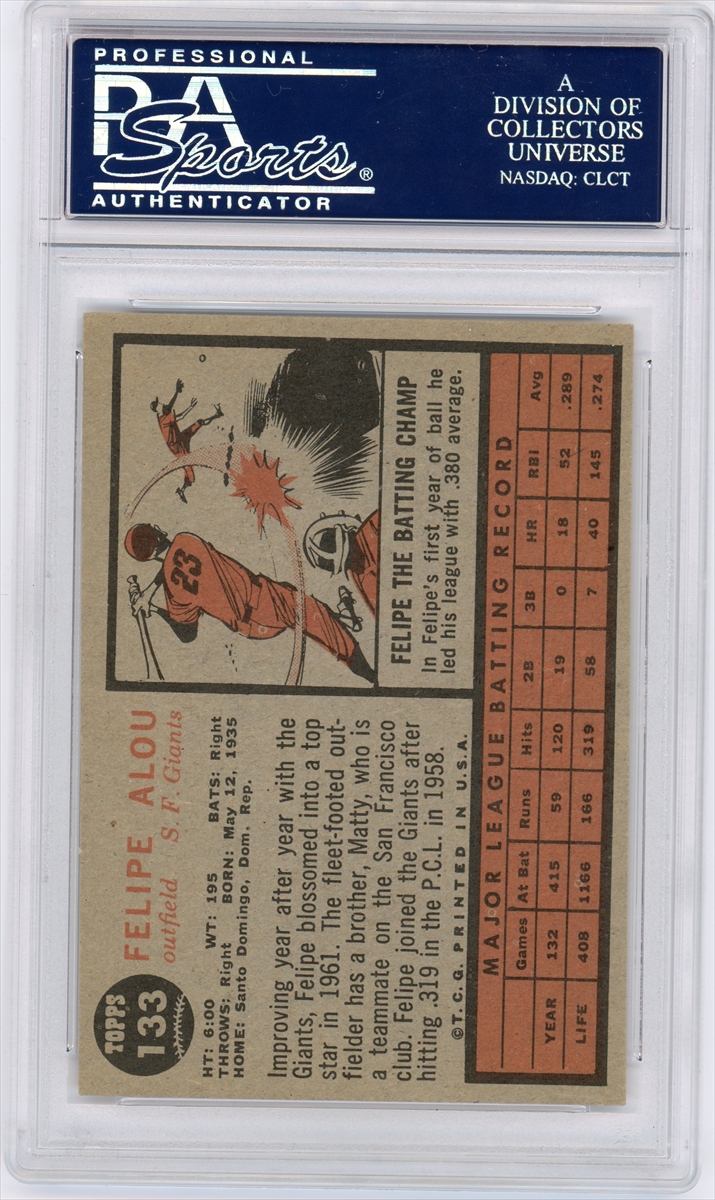 PROFESSIONAL
PSA
Sports®
AUTHENTICATOR
A
DIVISION OF
COLLECTORS
UNIVERSE
NASDAQ: CLCT
TOPPS
133
FELIPE ALOU
outfield S. F. Giants
HT: 6:00 WT: 195 BATS: Right
THROWS: Right BORN: May 12, 1935
HOME: Santo Domingo, Dom. Rep.
Improving year after year with the
Giants, Felipe blossomed into a top
star in 1961. The fleet-footed out-
fielder has a brother, Matty, who is
a teammate on the San Francisco
club. Felipe joined the Giants after
hitting .319 in the P.C.L. in 1958.
©T.C.G. PRINTED IN U.S.A.
23
FELIPE THE BATTING CHAMP
In Felipe's first year of ball he
led his league with .380 average.
MAJOR LEAGUE BATTING RECORD
Games At Bat Runs Hits 2B 3B HR RBI Avg
YEAR 132 415 59 120 19 0 18 52 .289
LIFE 408 1166 166 319 58 7 40 145 .274